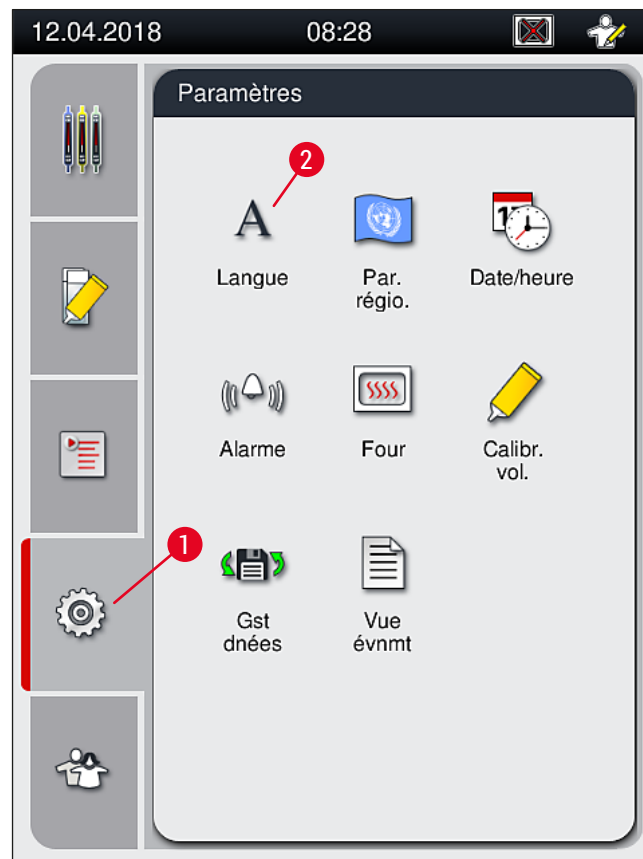 12.04.2018 08:28
Paramètres
2
Langue
Par.
régio.
17
Date/heure
Alarme
Four
Calibr.
vol.
1
Gst
dnées
Vue
évnmt